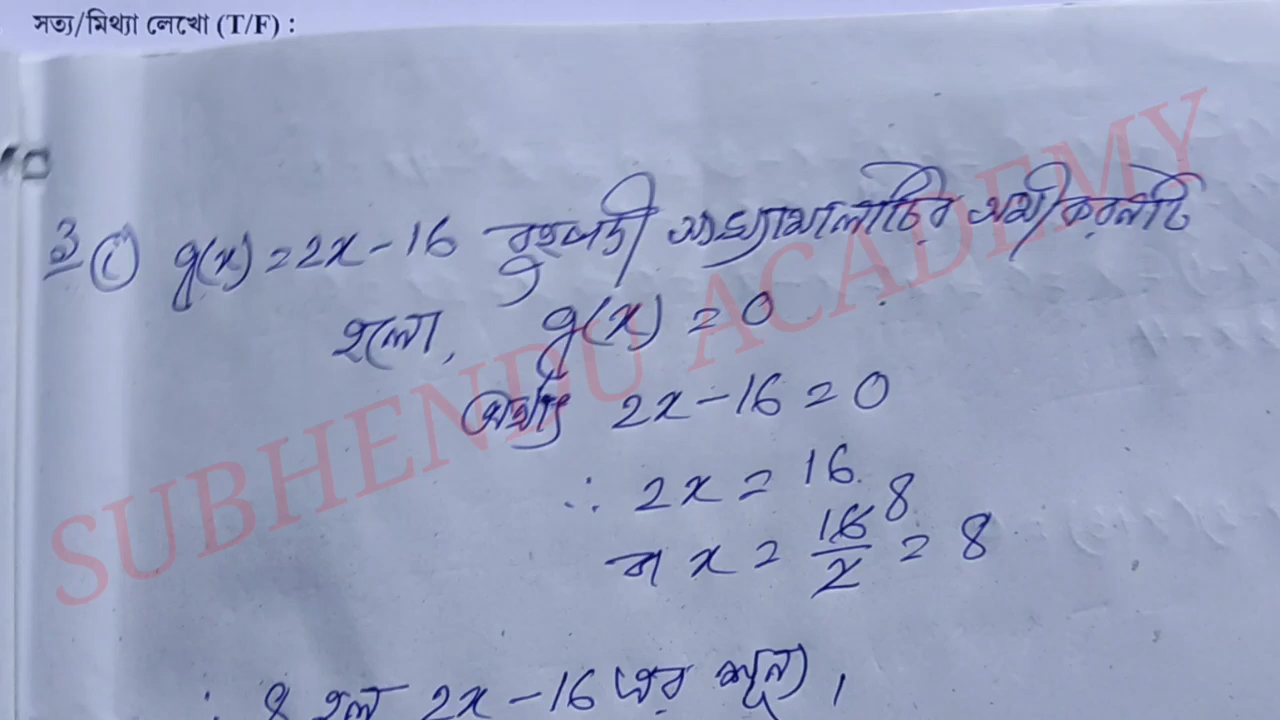 সত্য/মিথ্যা লেখো (T/F) :
3 (i) g(x) = 2x - 16 বহুপদী সংখ্যামালাটির সমীকরণটি
হলো, g(x) = 0
অর্থাৎ 2x - 16 = 0
∴ 2x = 16.
বা x = 16/2 8 = 8
∴ 8 হল 2x - 16 এর শূন্য,
SUBHENDU ACADEMY